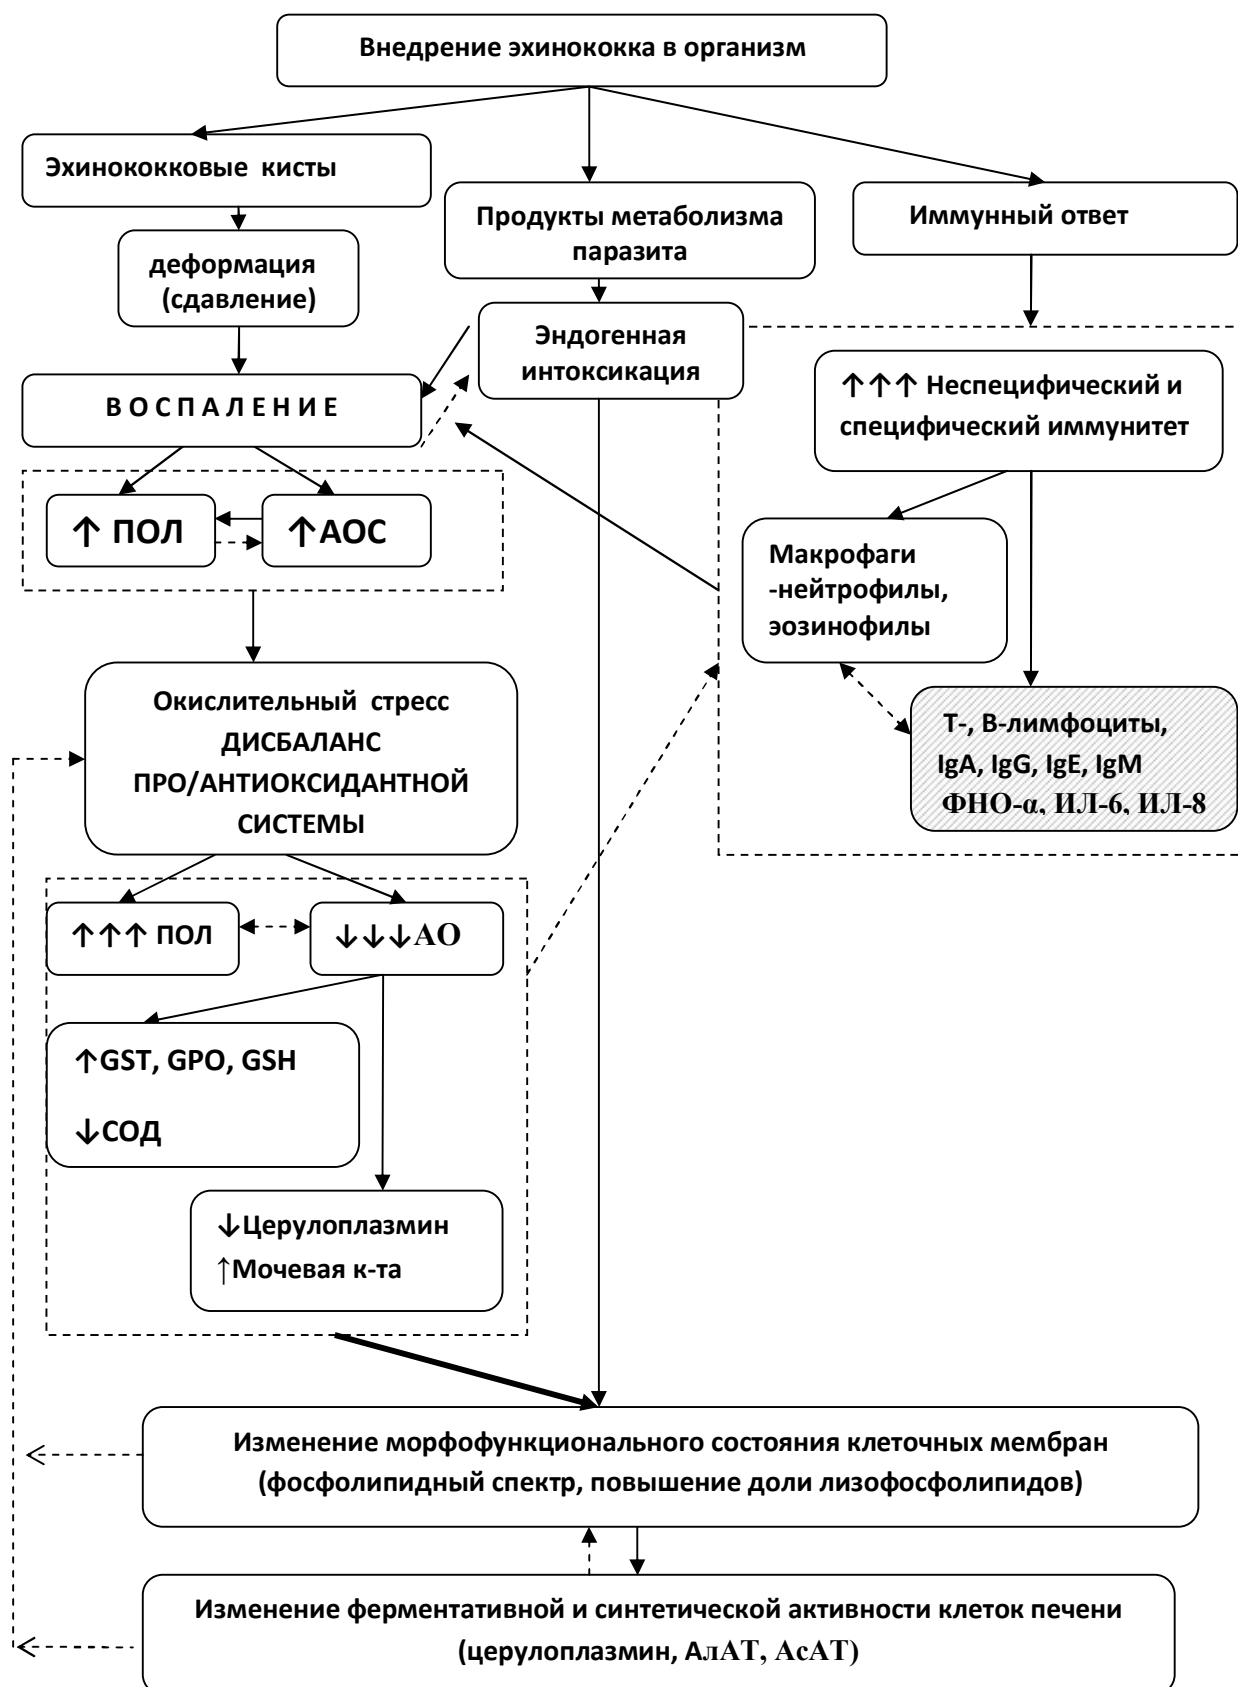 Внедрение эхинококка в организм
Эхинококковые кисты
Продукты метаболизма
паразита
Иммунный ответ
деформация
(сдавление)
Эндогенная
интоксикация
В О С П А Л Е Н И Е
↑↑↑ Неспецифический и
специфический иммунитет
↑ ПОЛ
↑АОС
Макрофаги
-нейтрофилы,
эозинофилы
Окислительный стресс
ДИСБАЛАНС
ПРО/АНТИОКСИДАНТНОЙ
СИСТЕМЫ
Т-, В-лимфоциты,
IgA, IgG, IgE, IgM
ФНО-α, ИЛ-6, ИЛ-8
↑↑↑ ПОЛ
↓↓↓АО
↑GST, GPO, GSH
↓СОД
↓Церулоплазмин
↑Мочевая к-та
Изменение морфофункционального состояния клеточных мембран
(фосфолипидный спектр, повышение доли лизофосфолипидов)
Изменение ферментативной и синтетической активности клеток печени
(церулоплазмин, АлАТ, АсАТ)